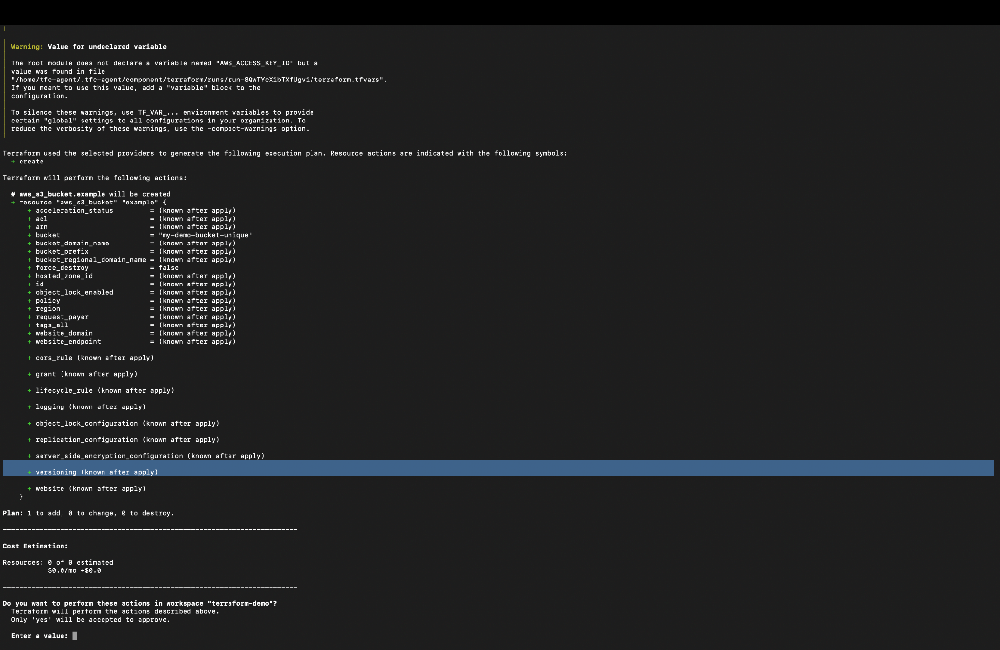 Warning: Value for undeclared variable
The root module does not declare a variable named "AWS_ACCESS_KEY_ID" but a
value was found in file
"/home/tfc-agent/.tfc-agent/component/terraform/runs/run-8QwTYcXibTXfUgvi/terraform.tfvars".
If you meant to use this value, add a "variable" block to the
configuration.
To silence these warnings, use TF_VAR_... environment variables to provide
certain "global" settings to all configurations in your organization. To
reduce the verbosity of these warnings, use the -compact-warnings option.
Terraform used the selected providers to generate the following execution plan. Resource actions are indicated with the following symbols:
+ create
Terraform will perform the following actions:
# aws_s3_bucket.example will be created
+ resource "aws_s3_bucket" "example" {
+ acceleration_status = (known after apply)
+ acl = (known after apply)
+ arn = (known after apply)
+ bucket = "my-demo-bucket-unique"
+ bucket_domain_name = (known after apply)
+ bucket_prefix = (known after apply)
+ bucket_regional_domain_name = (known after apply)
+ force_destroy = false
+ hosted_zone_id = (known after apply)
+ id = (known after apply)
+ object_lock_enabled = (known after apply)
+ policy = (known after apply)
+ region = (known after apply)
+ request_payer = (known after apply)
+ tags_all = (known after apply)
+ website_domain = (known after apply)
+ website_endpoint = (known after apply)
+ cors_rule (known after apply)
+ grant (known after apply)
+ lifecycle_rule (known after apply)
+ logging (known after apply)
+ object_lock_configuration (known after apply)
+ replication_configuration (known after apply)
+ server_side_encryption_configuration (known after apply)
+ versioning (known after apply)
+ website (known after apply)
}
Plan: 1 to add, 0 to change, 0 to destroy.
------------------------------------------------------------------------
Cost Estimation:
Resources: 0 of 0 estimated
$0.0/mo +$0.0
------------------------------------------------------------------------
Do you want to perform these actions in workspace "terraform-demo"?
Terraform will perform the actions described above.
Only 'yes' will be accepted to approve.
Enter a value: